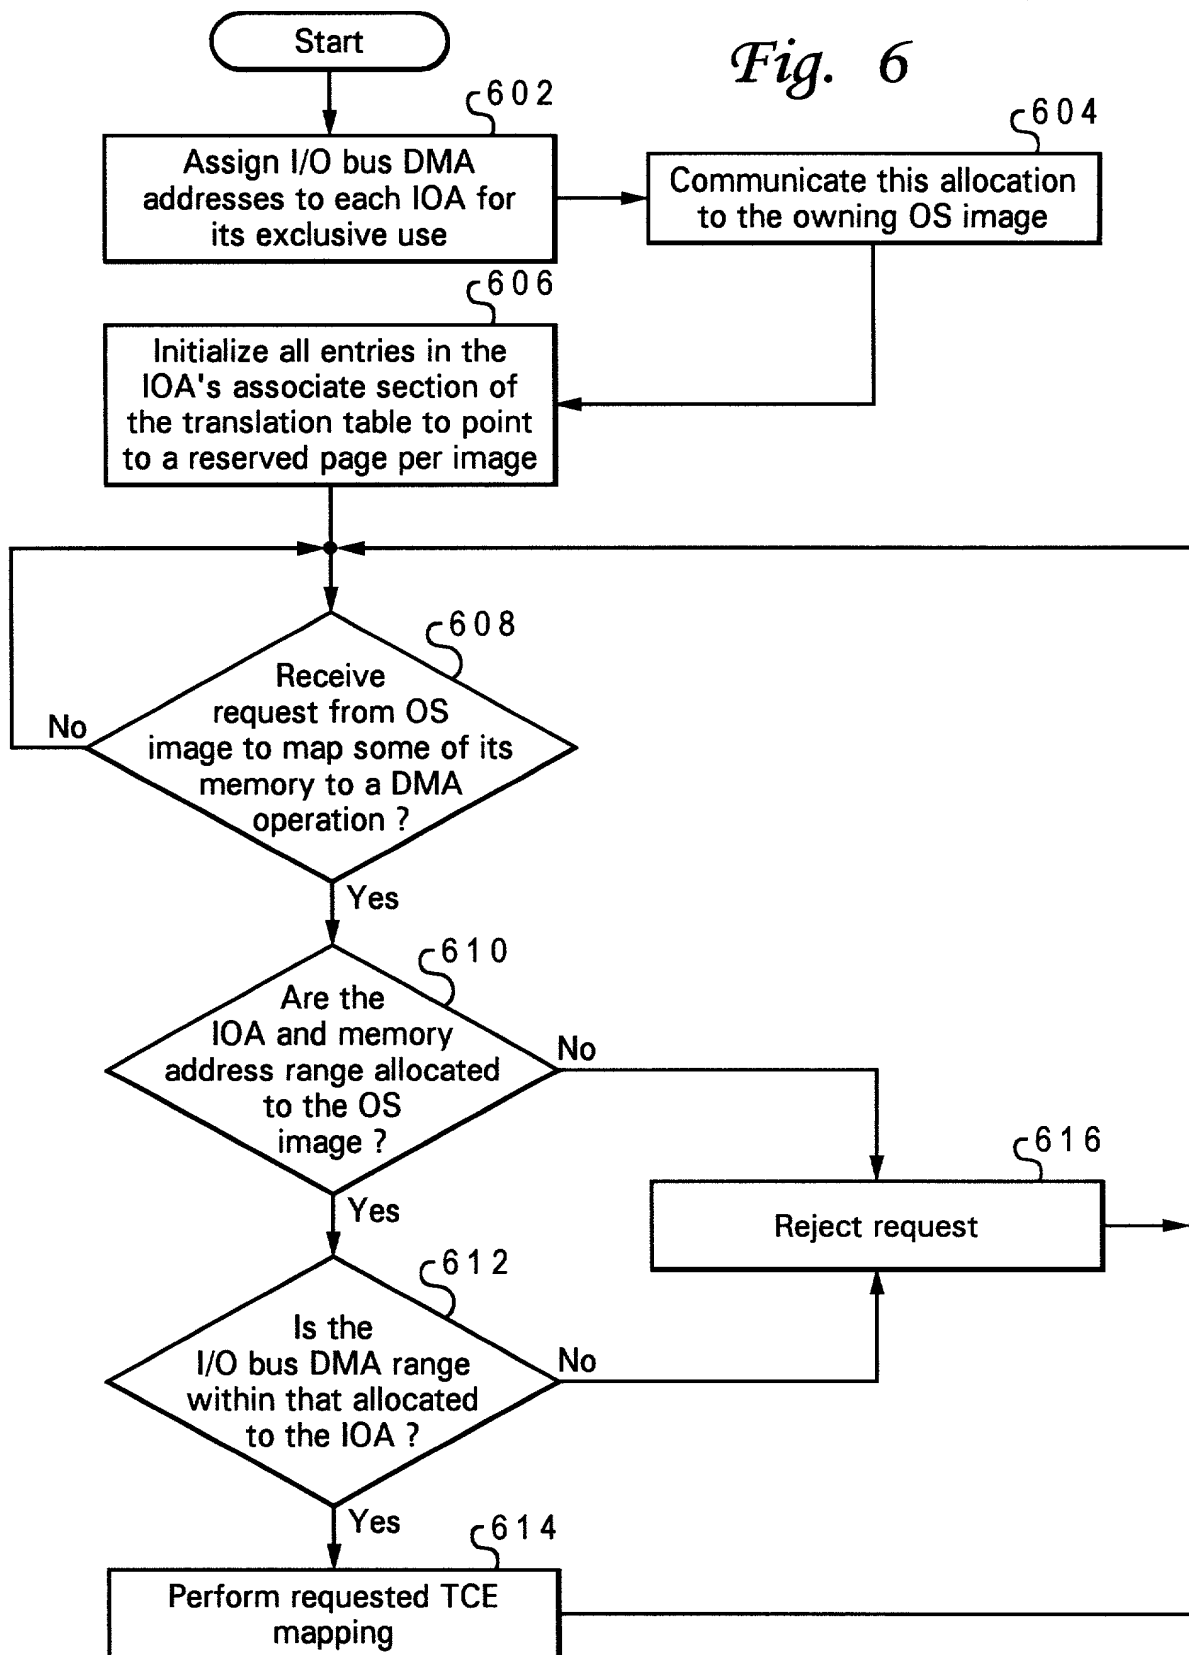 Start
Fig. 6
602
Assign I/O bus DMA
addresses to each IOA for
its exclusive use
604
Communicate this allocation
to the owning OS image
606
Initialize all entries in the
IOA's associate section of
the translation table to point
to a reserved page per image
608
Receive
request from OS
image to map some of its
memory to a DMA
operation ?
No
Yes
610
Are the
IOA and memory
address range allocated
to the OS
image ?
No
Yes
616
Reject request
612
Is the
I/O bus DMA range
within that allocated
to the IOA ?
No
Yes
614
Perform requested TCE
mapping